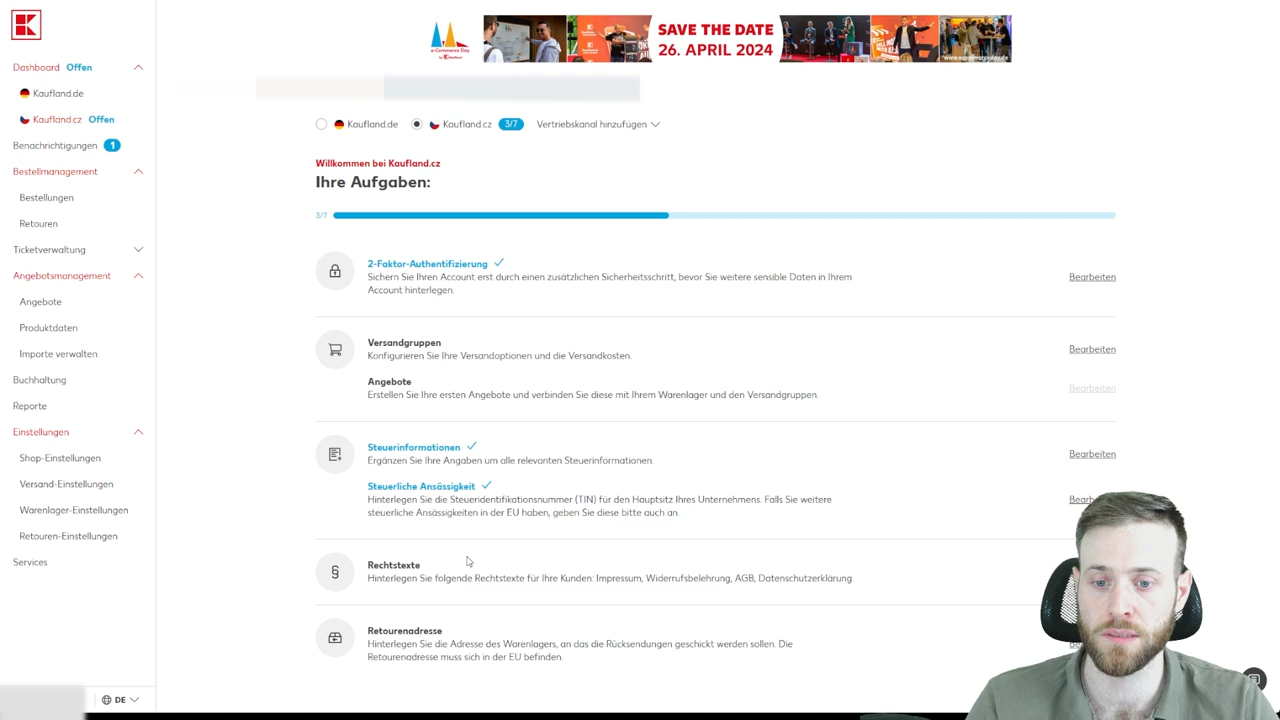 e-Commerce Day
by Kaufland
SAVE THE DATE
26. APRIL 2024
Dashboard Offen
Kaufland.de
Kaufland.cz Offen
Benachrichtigungen 1
Bestellmanagement
Bestellungen
Retouren
Ticketverwaltung
Angebotsmanagement
Angebote
Produktdaten
Importe verwalten
Buchhaltung
Reporte
Einstellungen
Shop-Einstellungen
Versand-Einstellungen
Warenlager-Einstellungen
Retouren-Einstellungen
Services
DE
Kaufland.de Kaufland.cz 3/7 Vertriebskanal hinzufügen
Willkommen bei Kaufland.cz
Ihre Aufgaben:
3/7
2-Faktor-Authentifizierung
Sichern Sie Ihren Account erst durch einen zusätzlichen Sicherheitsschritt, bevor Sie weitere sensible Daten in Ihrem
Account hinterlegen.
Bearbeiten
Versandgruppen
Konfigurieren Sie Ihre Versandoptionen und die Versandkosten.
Bearbeiten
Angebote
Erstellen Sie Ihre ersten Angebote und verbinden Sie diese mit Ihrem Warenlager und den Versandgruppen.
Bearbeiten
Steuerinformationen
Ergänzen Sie Ihre Angaben um alle relevanten Steuerinformationen.
Bearbeiten
Steuerliche Ansässigkeit
Hinterlegen Sie die Steueridentifikationsnummer (TIN) für den Hauptsitz Ihres Unternehmens. Falls Sie weitere
steuerliche Ansässigkeiten in der EU haben, geben Sie diese bitte auch an.
Rechtstexte
Hinterlegen Sie folgende Rechtstexte für Ihre Kunden: Impressum, Widerrufsbelehrung, AGB, Datenschutzerklärung.
Retourenadresse
Hinterlegen Sie die Adresse des Warenlagers, an das die Rücksendungen geschickt werden sollen. Die
Retourenadresse muss sich in der EU befinden.